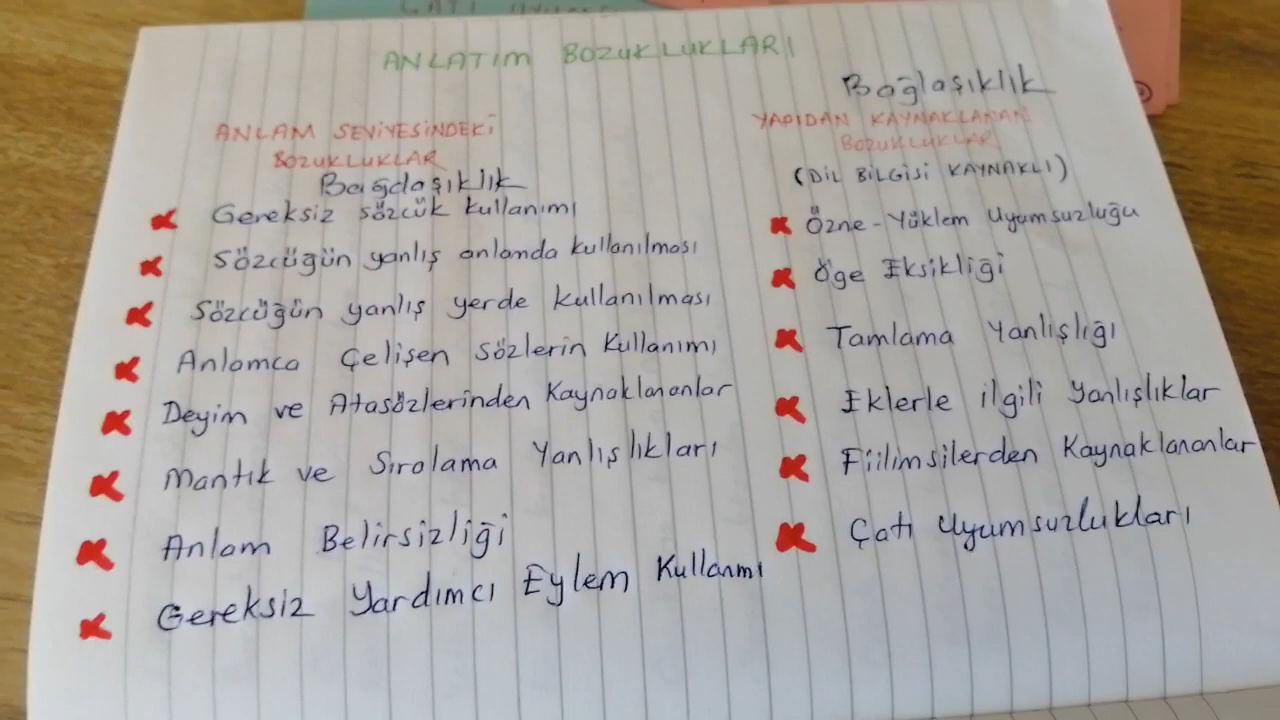 ANLATIM BOZUKLUKLARI
ANLAM SEVİYESİNDEKİ
BOZUKLUKLAR
Bağdaşıklık
Gereksiz sözcük kullanımı
Sözcüğün yanlış anlamda kullanılması
Sözcüğün yanlış yerde kullanılması
Anlamca Çelişen Sözlerin Kullanımı
Deyim ve Atasözlerinden Kaynaklananlar
Mantık ve Sıralama Yanlışlıkları
Anlam Belirsizliği
Gereksiz Yardımcı Eylem Kullanmı
Bağlaşıklık
YAPIDAN KAYNAKLANAN
BOZUKLUKLAR
(DİL BİLGİSİ KAYNAKLI)
Özne-Yüklem Uyumsuzluğu
Öge Eksikliği
Tamlama Yanlışlığı
Eklerle ilgili Yanlışlıklar
Fiilimsilerden Kaynaklananlar
Çatı Uyumsuzlukları